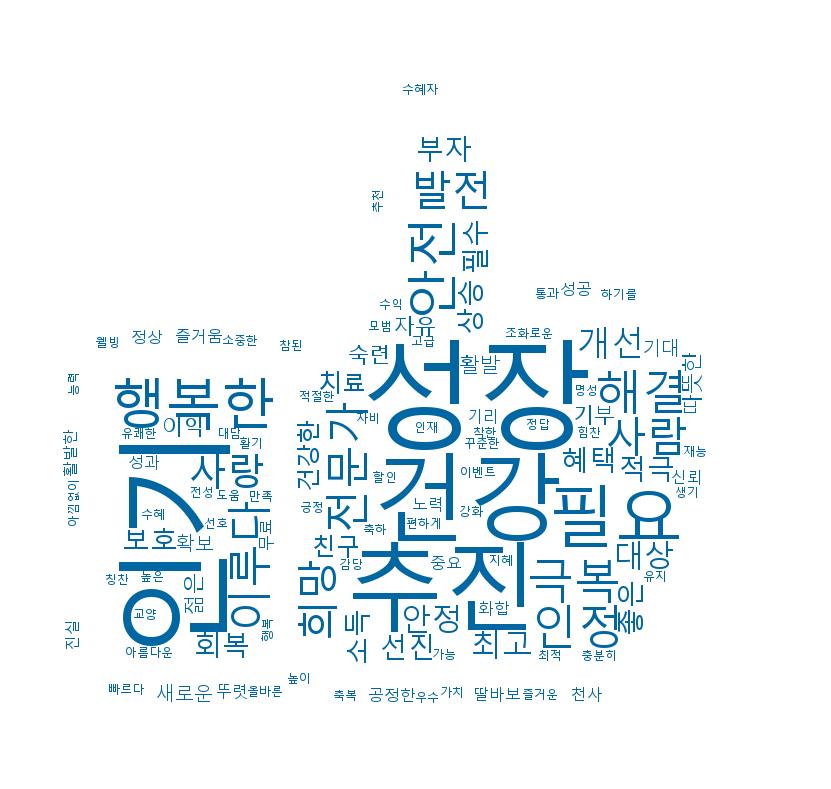 수혜자
부자
발전
추천
안전
필수
상승
수익
통과
성공
하기를
모범
자유
고급
조화로운
웰빙
정상
즐거움
소중한
참된
숙련
활발
개선
기대
따뜻한
능력
행복한
치료
적절한
성장
해결
명성
기부
이익
유쾌한
대담
활기
자비
전문가
인재
기리
착한
꾸준한
정답
힘찬
사람
재능
활발한
성과
사랑
건강한
할인
건강
이벤트
혜택
적극
신뢰
생기
아낌없이
인기
전성
도움
만족
긍정
노력
강화
필요
수혜
선호
이루다
무료
축하
편하게
보호
확보
친구
감당
중요
추진
지혜
극복
대상
유지
칭찬
높은
젊은
희망
좋은
교양
안정
화합
인정
진실
회복
행복
소득
선진
가능
최고
최적
충분히
아름다운
빠르다
새로운
뚜렷
올바른
높이
축복
공정한
우수
가치
딸바보
즐거운
천사